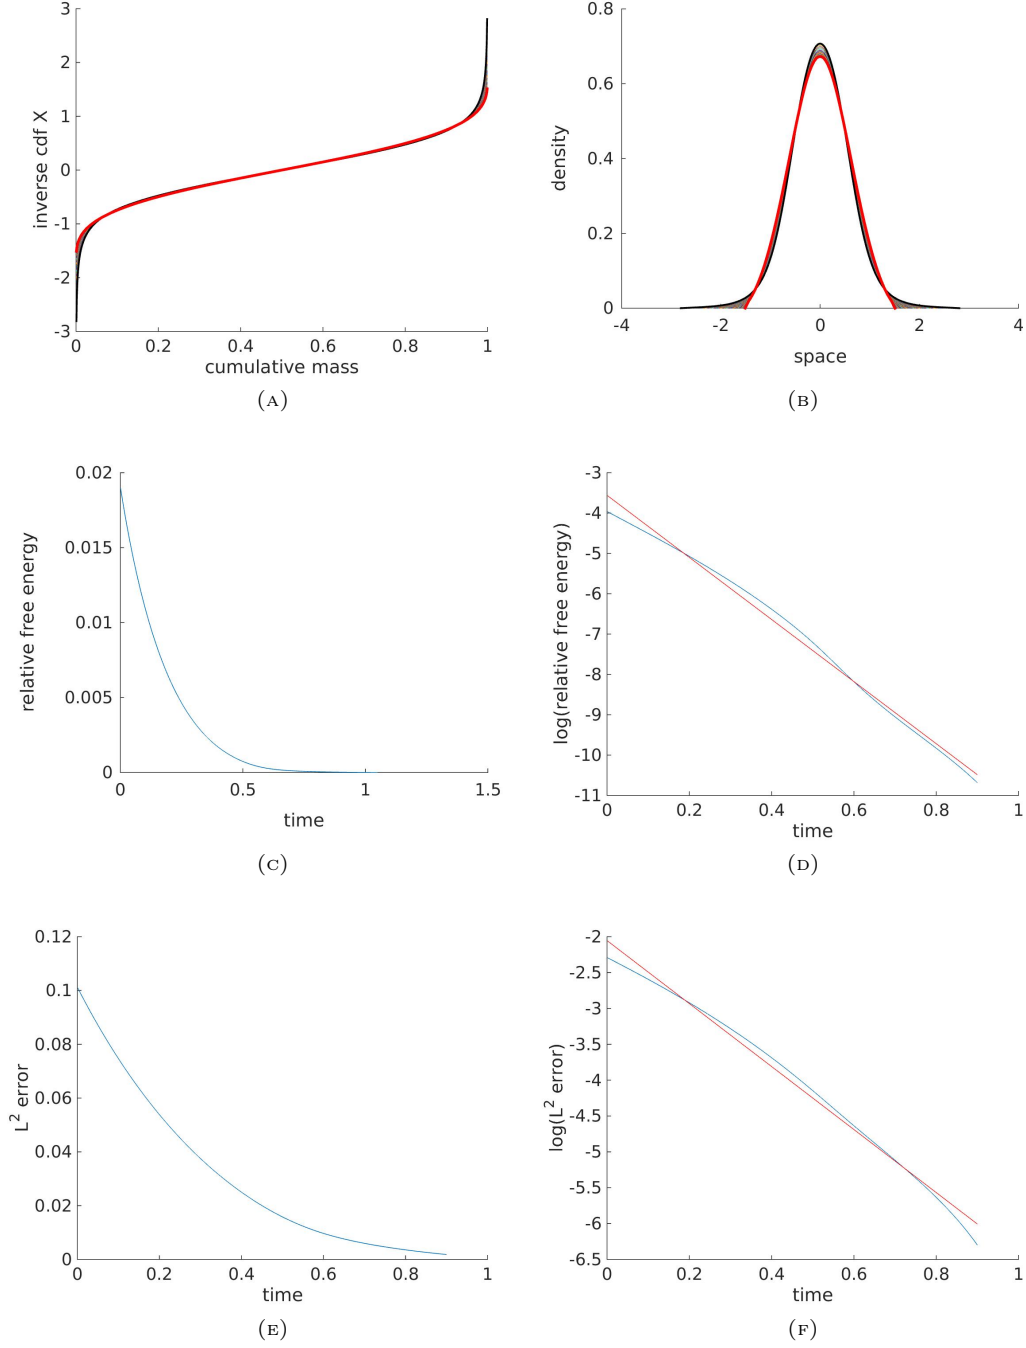 3
2
1
0
-1
-2
-3
inverse cdf X
0 0.2 0.4 0.6 0.8 1
cumulative mass
(A)
0.8
0.6
0.4
0.2
0
density
-4 -2 0 2 4
space
(B)
0.02
0.015
0.01
0.005
0
relative free energy
0 0.5 1 1.5
time
(C)
-3
-4
-5
-6
-7
-8
-9
-10
-11
log(relative free energy)
0 0.2 0.4 0.6 0.8 1
time
(D)
0.12
0.1
0.08
0.06
0.04
0.02
0
L² error
0 0.2 0.4 0.6 0.8 1
time
(E)
-2
-2.5
-3
-3.5
-4
-4.5
-5
-5.5
-6
-6.5
log(L² error)
0 0.2 0.4 0.6 0.8 1
time
(F)